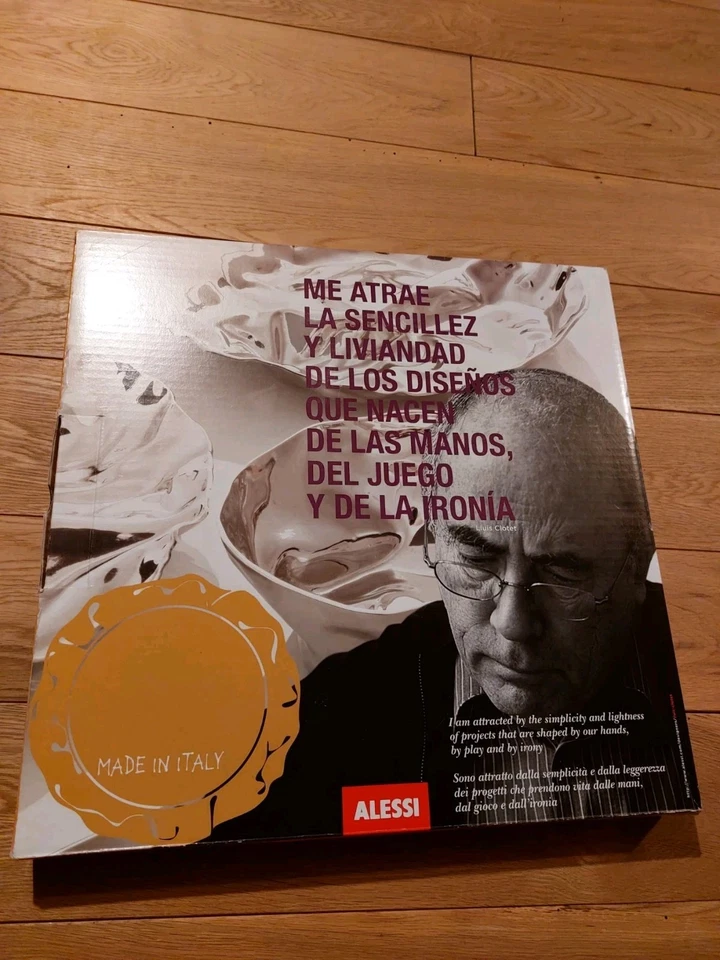 ME ATRAE
LA SENCILLEZ
Y LIVIANDAD
DE LOS DISEÑOS
QUE NACEN
DE LAS MANOS,
DEL JUEGO
Y DE LA IRONÍA
Lluís Clotet
MADE IN ITALY
I am attracted by the simplicity and lightness
of projects that are shaped by our hands,
by play and by irony
Sono attratto dalla semplicità e dalla leggerezza
dei progetti che prendono vita dalle mani,
dal gioco e dall'ironia
ALESSI